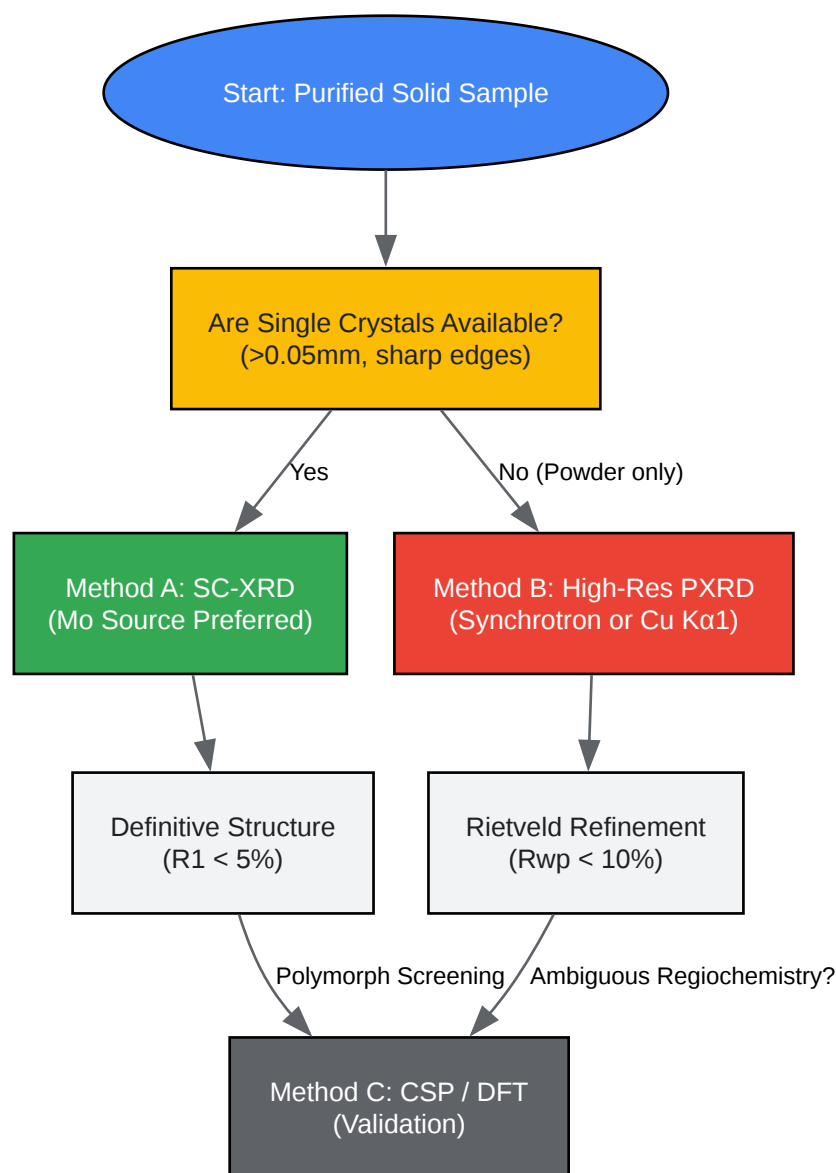 Start: Purified Solid Sample
Are Single Crystals Available?
(>0.05mm, sharp edges)
Yes
No (Powder only)
Method A: SC-XRD
(Mo Source Preferred)
Method B: High-Res PXRD
(Synchrotron or Cu Kα1)
Definitive Structure
(R1 < 5%)
Rietveld Refinement
(Rwp < 10%)
Polymorph Screening
Ambiguous Regiochemistry?
Method C: CSP / DFT
(Validation)